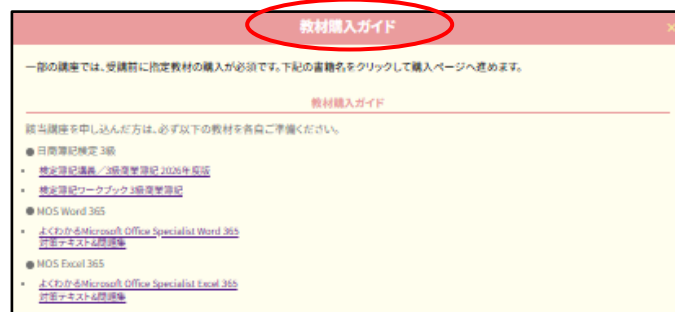 教材購入ガイド
×
一部の講座では、受講前に指定教材の購入が必須です。下記の書籍名をクリックして購入ページへ進めます。
教材購入ガイド
該当講座を申し込んだ方は、必ず以下の教材を各自ご準備ください。
●日商簿記検定 3級
▪ 検定簿記講義／3級商業簿記 2026年度版
▪ 検定簿記ワークブック 3級商業簿記
●MOS Word 365
▪ よくわかるMicrosoft Office Specialist Word 365
対策テキスト&問題集
●MOS Excel 365
▪ よくわかるMicrosoft Office Specialist Excel 365
対策テキスト&問題集